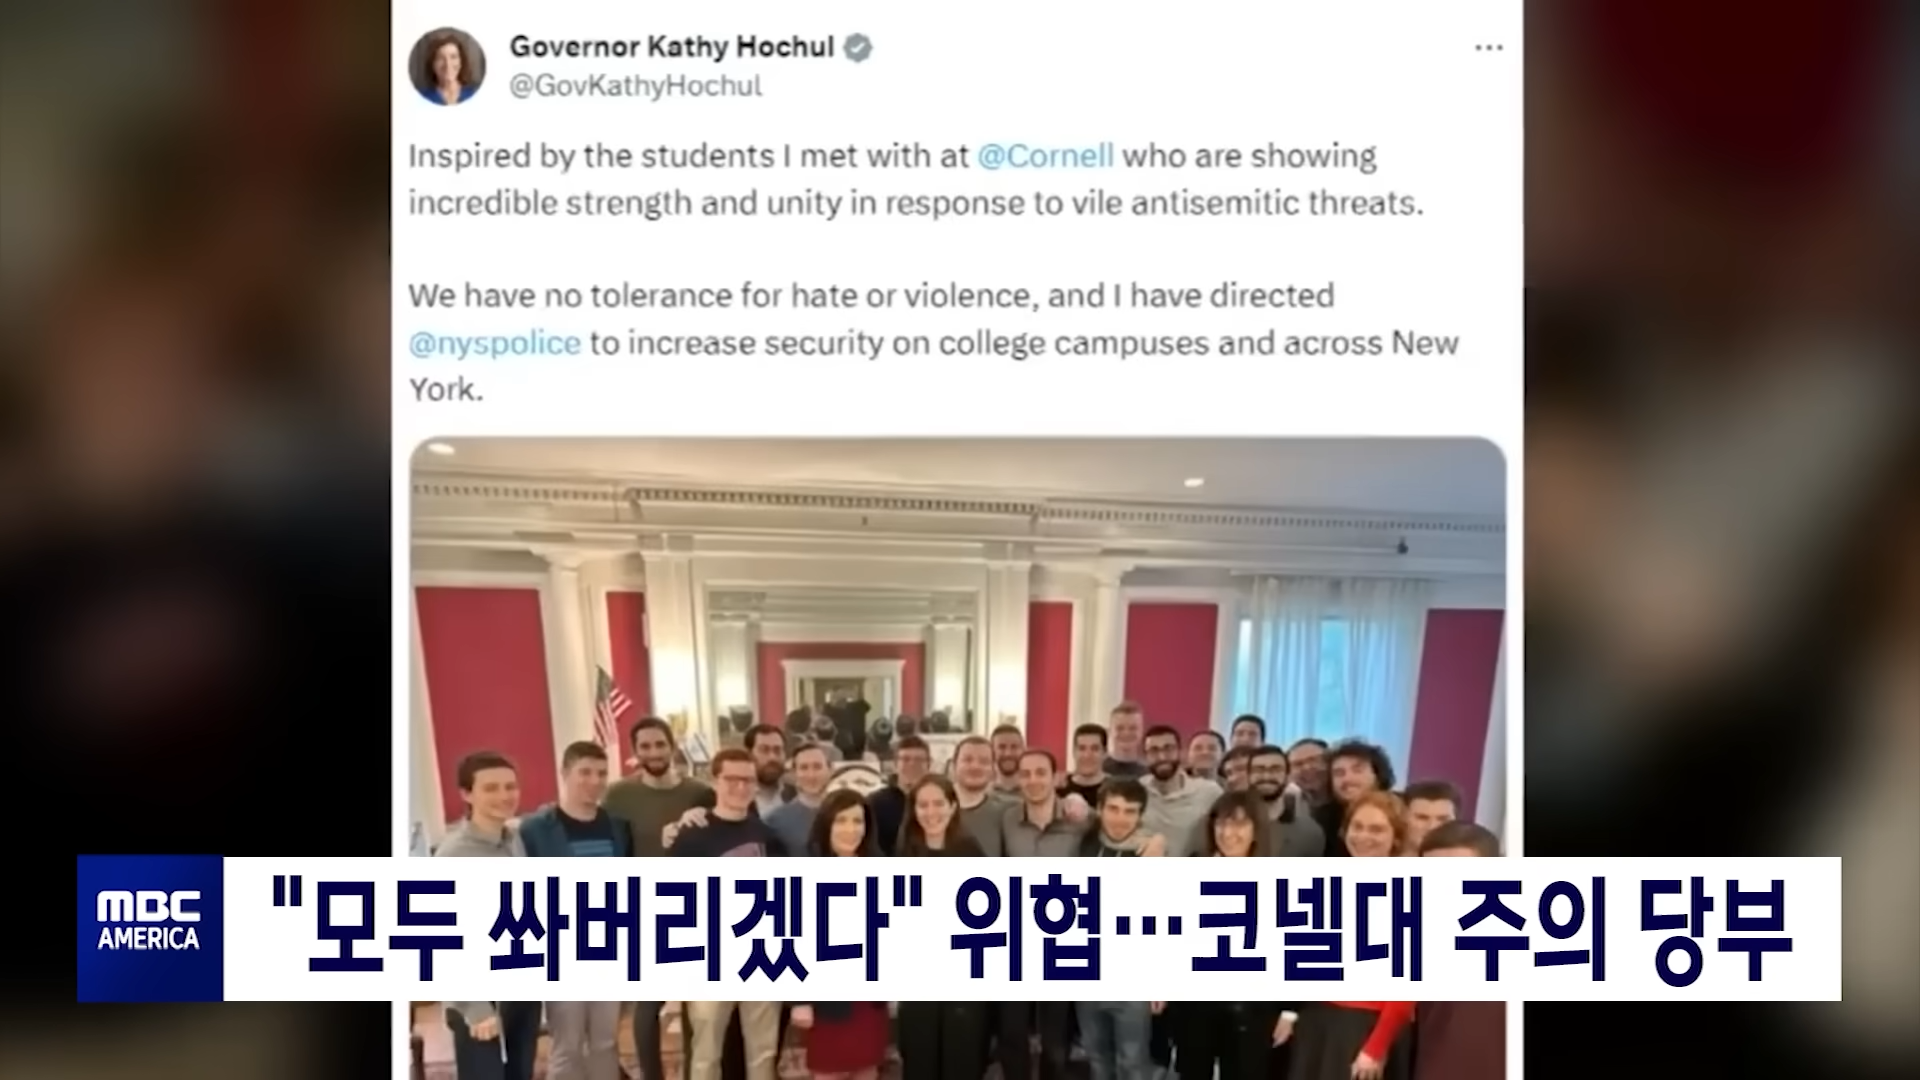 Governor Kathy Hochul
@GovKathyHochul
Inspired by the students I met with at @Cornell who are showing
incredible strength and unity in response to vile antisemitic threats.
We have no tolerance for hate or violence, and I have directed
@nyspolice to increase security on college campuses and across New
York.
MBC
AMERICA
"모두 쏴버리겠다" 위협···코넬대 주의 당부